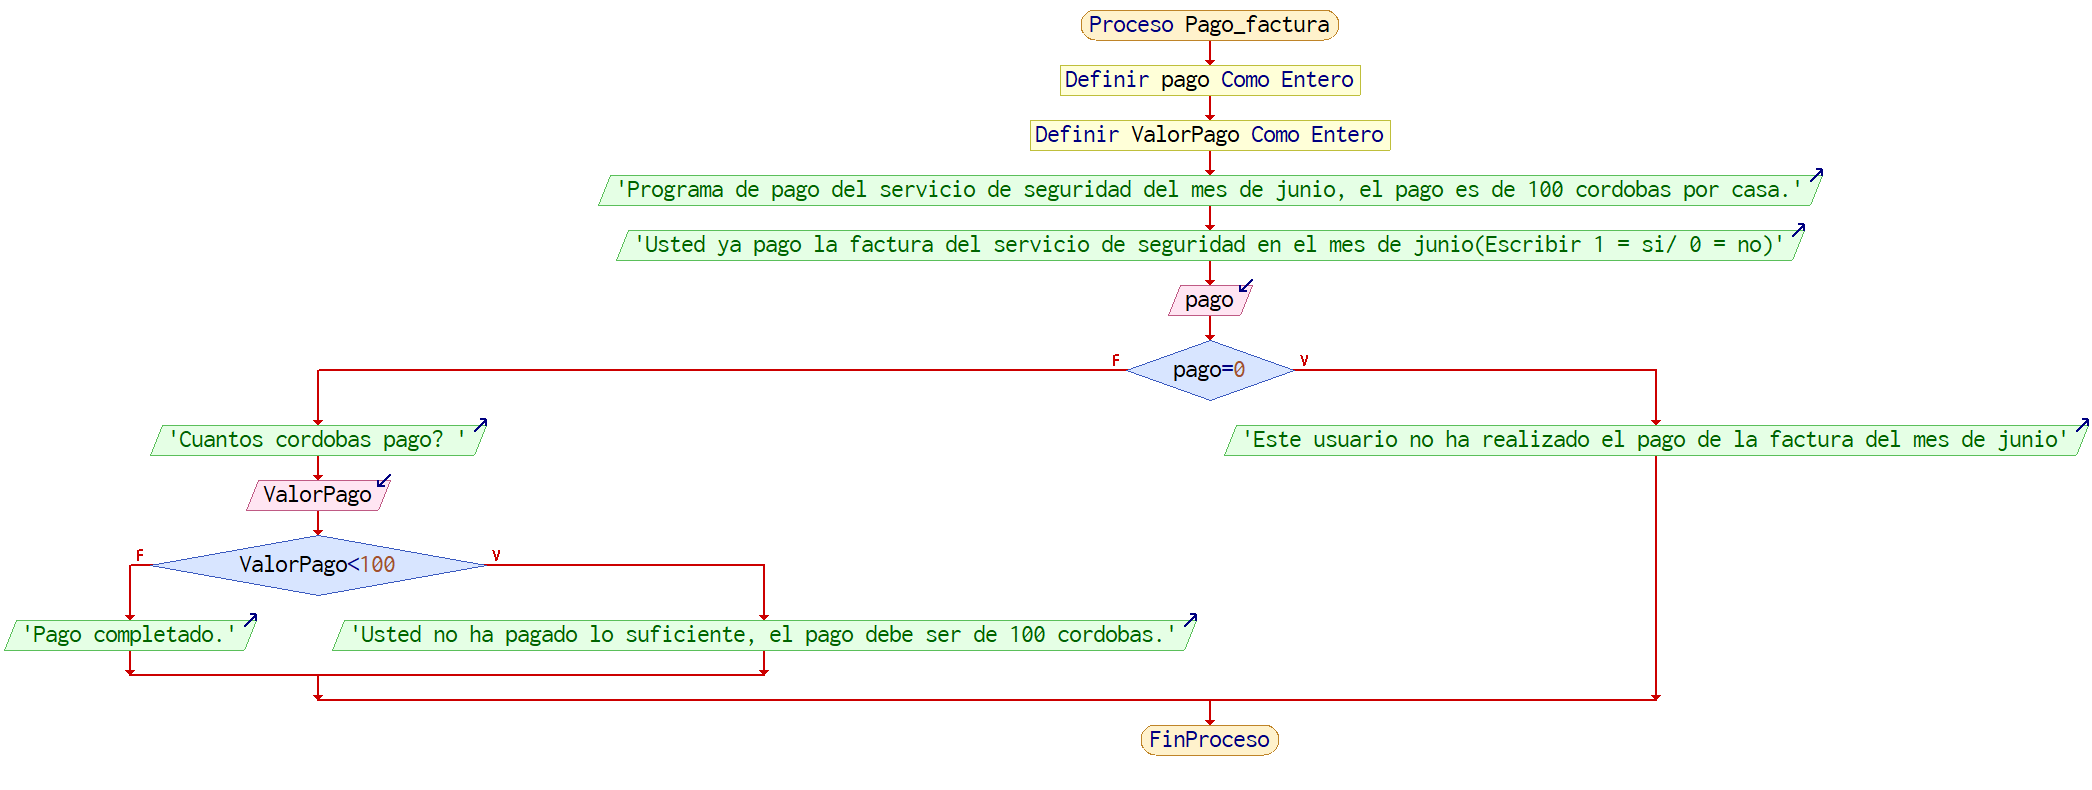 Proceso Pago_factura
Definir pago Como Entero
Definir ValorPago Como Entero
'Programa de pago del servicio de seguridad del mes de junio, el pago es de 100 cordobas por casa.'
'Usted ya pago la factura del servicio de seguridad en el mes de junio(Escribir 1 = si/ 0 = no)'
pago
F
pago=0
V
'Cuantos cordobas pago? '
'Este usuario no ha realizado el pago de la factura del mes de junio'
ValorPago
F
ValorPago<100
V
'Pago completado.'
'Usted no ha pagado lo suficiente, el pago debe ser de 100 cordobas.'
FinProceso